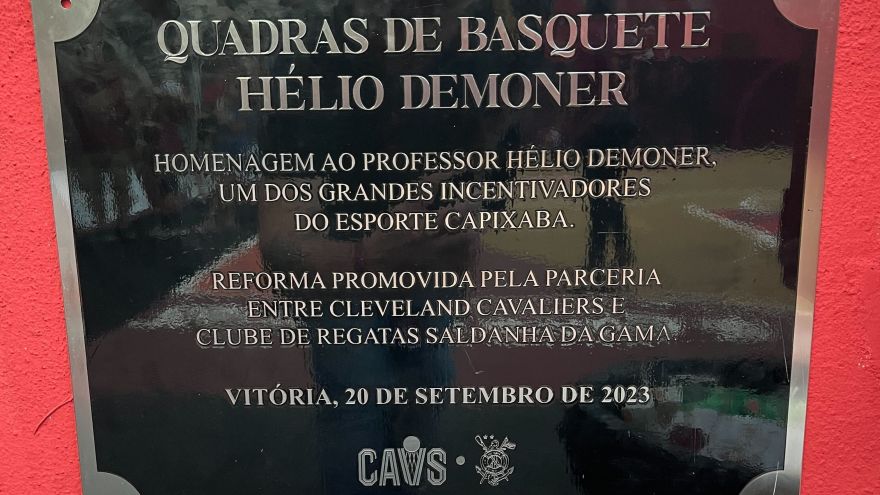 QUADRAS DE BASQUETE
HÉLIO DEMONER
HOMENAGEM AO PROFESSOR HÉLIO DEMONER,
UM DOS GRANDES INCENTIVADORES
DO ESPORTE CAPIXABA.
REFORMA PROMOVIDA PELA PARCERIA
ENTRE CLEVELAND CAVALIERS E
CLUBE DE REGATAS SALDANHA DA GAMA.
VITÓRIA, 20 DE SETEMBRO DE 2023
CAVS